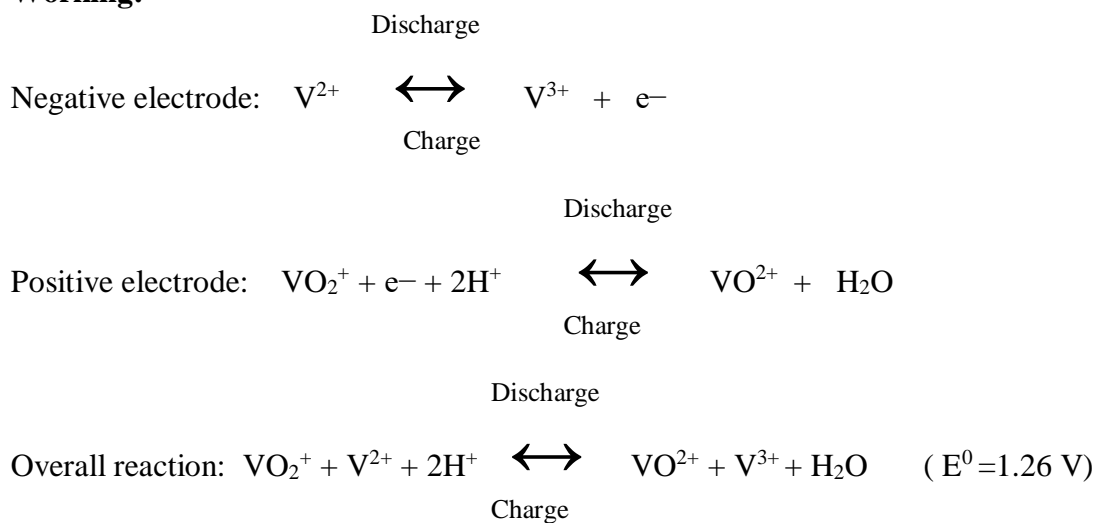 Discharge
Negative electrode: V²⁺ ↔ V³⁺ + e−
Charge
Discharge
Positive electrode: VO₂⁺ + e− + 2H⁺ ↔ VO²⁺ + H₂O
Charge
Discharge
Overall reaction: VO₂⁺ + V²⁺ + 2H⁺ ↔ VO²⁺ + V³⁺ + H₂O ( E⁰ =1.26 V)
Charge